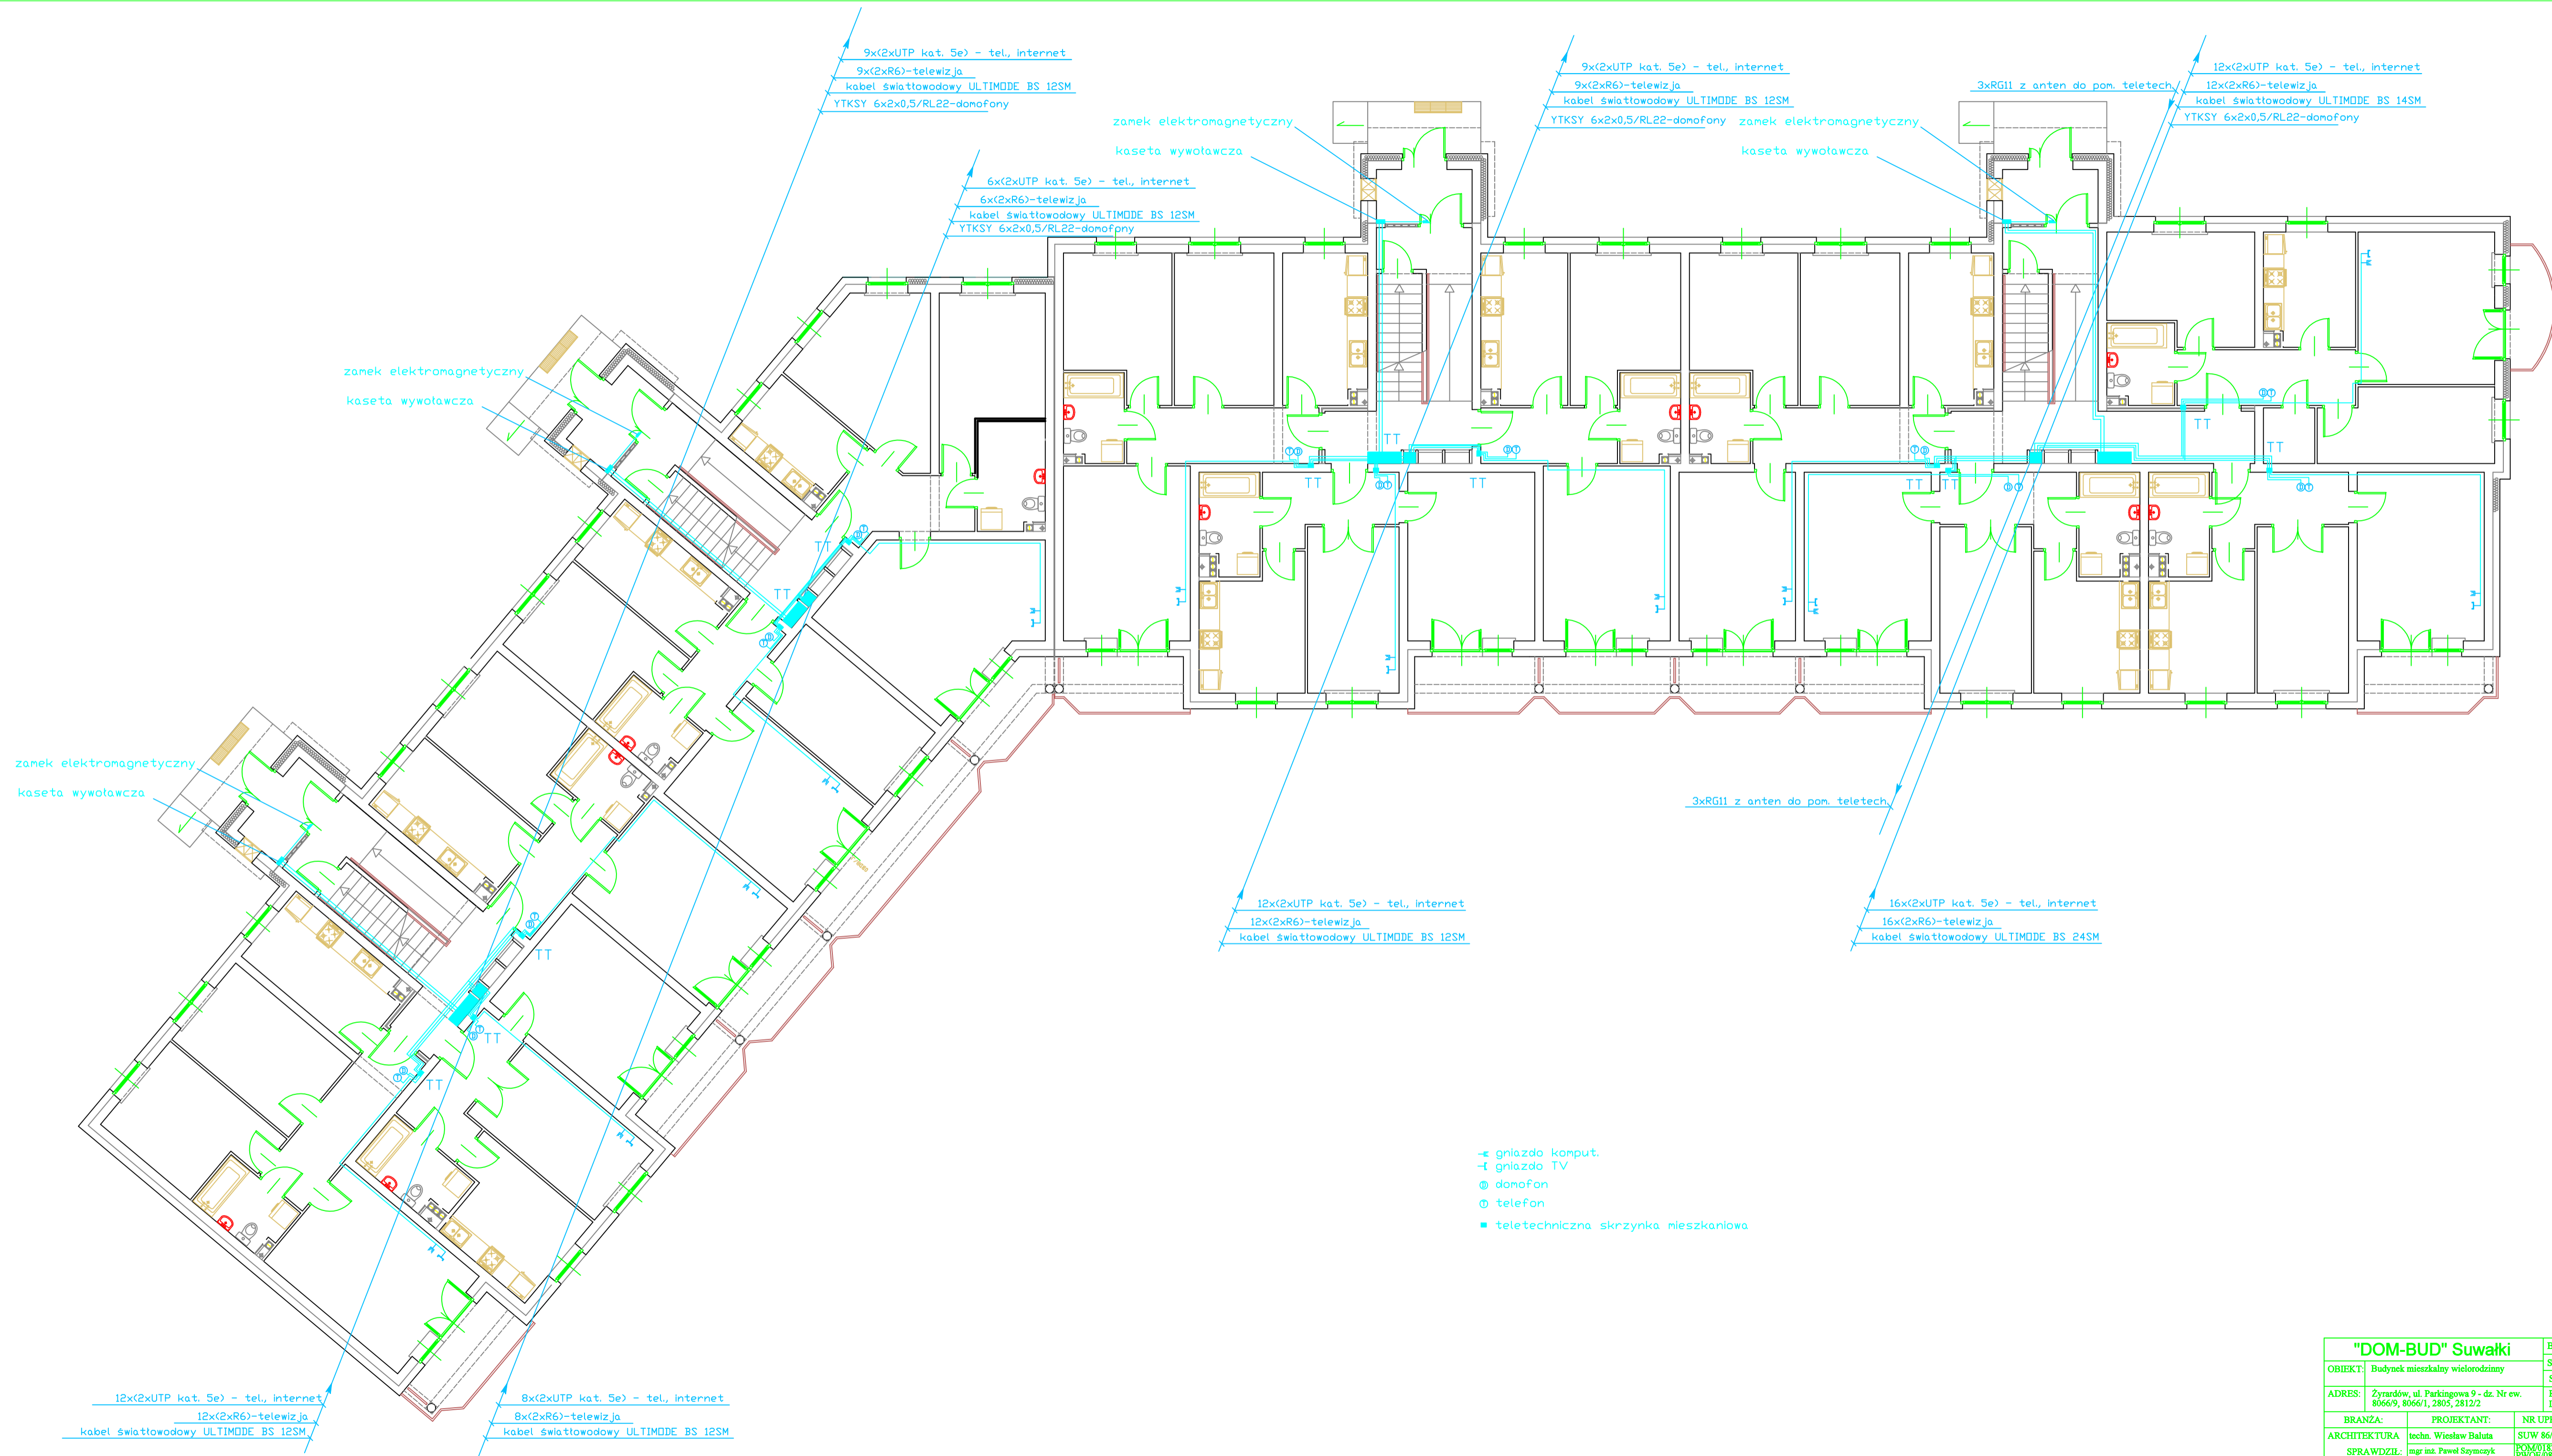 9x(2xUTP kat. 5e) - tel., internet
9x(2xR6)-telewizja
kabel światłowodowy ULTIMODE BS 12SM
YTKSY 6x2x0,5/RL22-domofony
6x(2xUTP kat. 5e) - tel., internet
6x(2xR6)-telewizja
kabel światłowodowy ULTIMODE BS 12SM
YTKSY 6x2x0,5/RL22-domofony
9x(2xUTP kat. 5e) - tel., internet
9x(2xR6)-telewizja
kabel światłowodowy ULTIMODE BS 12SM
YTKSY 6x2x0,5/RL22-domofony
3xRG11 z anten do pom. teletech.
12x(2xUTP kat. 5e) - tel., internet
12x(2xR6)-telewizja
kabel światłowodowy ULTIMODE BS 14SM
YTKSY 6x2x0,5/RL22-domofony
zamek elektromagnetyczny
kaseta wywoławcza
zamek elektromagnetyczny
kaseta wywoławcza
zamek elektromagnetyczny
kaseta wywoławcza
zamek elektromagnetyczny
kaseta wywoławcza
TT
TT
TT
TT
TT
TT
TT
TT
TT
TT
TT
TT
3xRG11 z anten do pom. teletech.
12x(2xUTP kat. 5e) - tel., internet
12x(2xR6)-telewizja
kabel światłowodowy ULTIMODE BS 12SM
16x(2xUTP kat. 5e) - tel., internet
16x(2xR6)-telewizja
kabel światłowodowy ULTIMODE BS 24SM
gniazdo komput.
gniazdo TV
D domofon
T telefon
teletechniczna skrzynka mieszkaniowa
12x(2xUTP kat. 5e) - tel., internet
12x(2xR6)-telewizja
kabel światłowodowy ULTIMODE BS 12SM
8x(2xUTP kat. 5e) - tel., internet
8x(2xR6)-telewizja
kabel światłowodowy ULTIMODE BS 12SM
"DOM-BUD" Suwałki
OBIEKT: Budynek mieszkalny wielorodzinny
ADRES: Żyrardów, ul. Parkingowa 9 - dz. Nr ew.
8066/9, 8066/1, 2805, 2812/2
BRANŻA: PROJEKTANT: NR UP
ARCHITEKTURA techn. Wiesław Baluta SUW 86/
SPRAWDZIŁ: mgr inż. Paweł Szymczyk